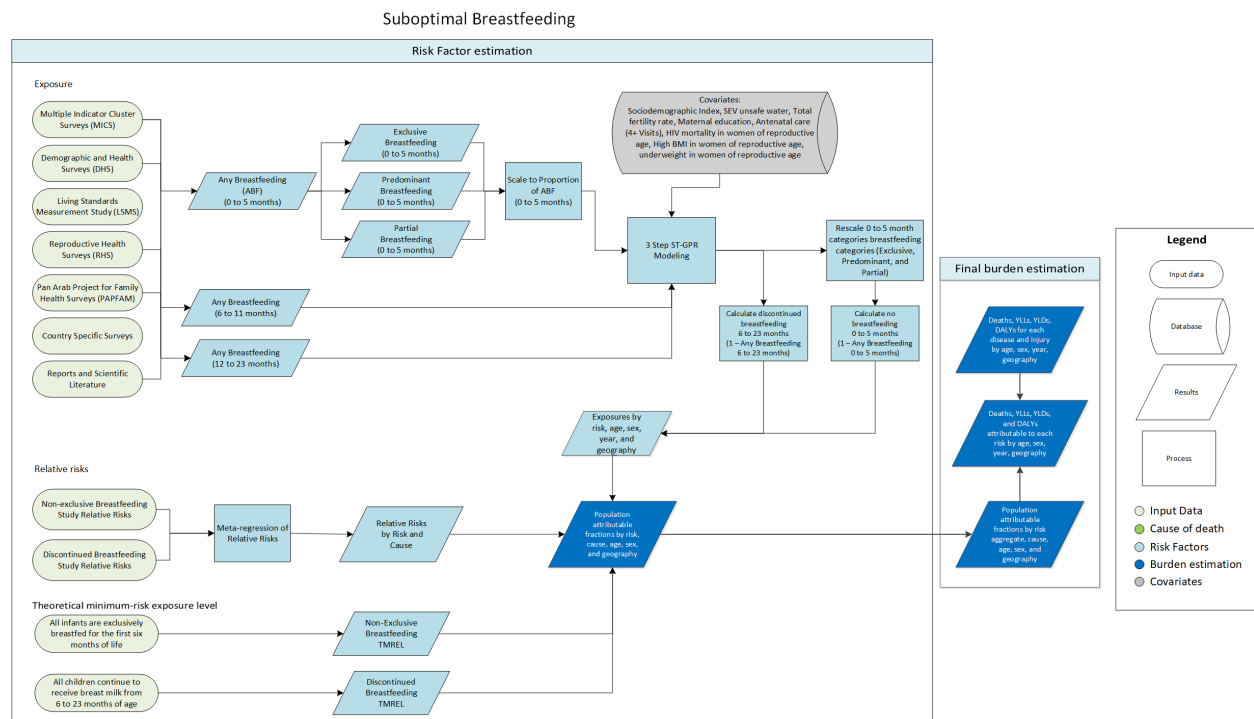 Suboptimal Breastfeeding
Risk Factor estimation
Exposure
Multiple Indicator Cluster
Surveys (MICS)
Demographic and Health
Surveys (DHS)
Living Standards
Measurement Study (LSMS)
Reproductive Health
Surveys (RHS)
Pan Arab Project for Family
Health Surveys (PAPFAM)
Country Specific Surveys
Reports and Scientific
Literature
Any Breastfeeding
(ABF)
(0 to 5 months)
Any Breastfeeding
(6 to 11 months)
Any Breastfeeding
(12 to 23 months)
Exclusive
Breastfeeding
(0 to 5 months)
Predominant
Breastfeeding
(0 to 5 months)
Partial
Breastfeeding
(0 to 5 months)
Scale to Proportion
of ABF
(0 to 5 months)
Covariates:
Sociodemographic Index, SEV unsafe water, Total
fertility rate, Maternal education, Antenatal care
(4+ Visits), HIV mortality in women of reproductive
age, High BMI in women of reproductive age,
underweight in women of reproductive age
3 Step ST-GPR
Modeling
Rescale 0 to 5 month
categories breastfeeding
categories (Exclusive,
Predominant, and
Partial)
Calculate discontinued
breastfeeding
6 to 23 months
(1 – Any Breastfeeding
6 to 23 months)
Calculate no
breastfeeding
0 to 5 months
(1 – Any Breastfeeding
0 to 5 months)
Exposures by
risk, age, sex,
year, and
geography
Relative risks
Non-exclusive Breastfeeding
Study Relative Risks
Discontinued Breastfeeding
Study Relative Risks
Meta-regression of
Relative Risks
Relative Risks
by Risk and
Cause
Population
attributable
fractions by risk,
cause, age, sex,
and geography
Theoretical minimum-risk exposure level
All infants are exclusively
breastfed for the first six
months of life
Non-Exclusive
Breastfeeding
TMREL
All children continue to
receive breast milk from
6 to 23 months of age
Discontinued
Breastfeeding
TMREL
Final burden estimation
Deaths, YLLs, YLDs,
DALYs for each
disease and injury
by age, sex, year,
geography
Deaths, YLLs, YLDs,
and DALYs
attributable to each
risk by age, sex,
year, geography
Population
attributable
fractions by risk
aggregate, cause,
age, sex, and
geography
Legend
Input data
Database
Results
Process
Input Data
Cause of death
Risk Factors
Burden estimation
Covariates